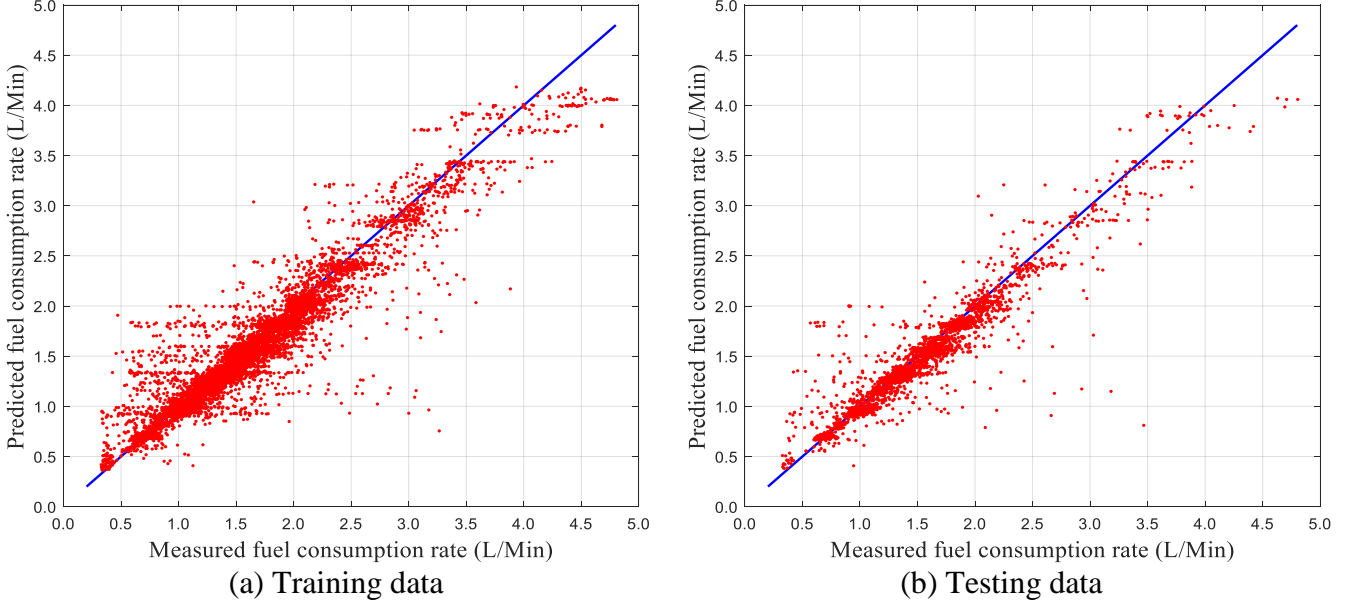 Predicted fuel consumption rate (L/Min)
5.0
4.5
4.0
3.5
3.0
2.5
2.0
1.5
1.0
0.5
0.0
0.0 0.5 1.0 1.5 2.0 2.5 3.0 3.5 4.0 4.5 5.0
Measured fuel consumption rate (L/Min)
(a) Training data
Predicted fuel consumption rate (L/Min)
5.0
4.5
4.0
3.5
3.0
2.5
2.0
1.5
1.0
0.5
0.0
0.0 0.5 1.0 1.5 2.0 2.5 3.0 3.5 4.0 4.5 5.0
Measured fuel consumption rate (L/Min)
(b) Testing data